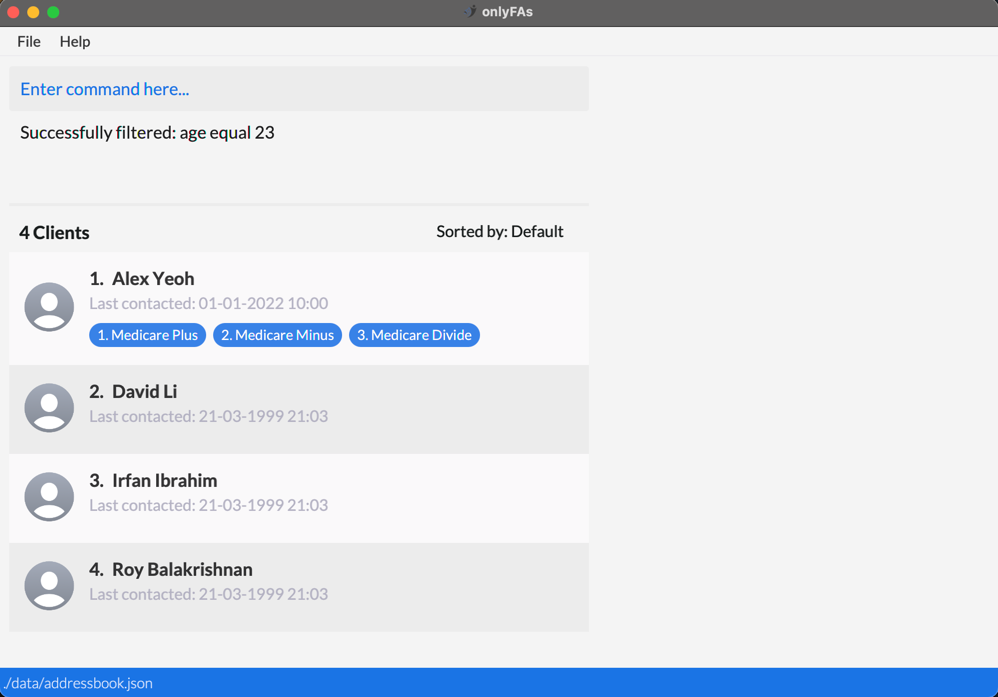 onlyFAs
File Help
Enter command here...
Successfully filtered: age equal 23
4 Clients Sorted by: Default
1. Alex Yeoh
Last contacted: 01-01-2022 10:00
1. Medicare Plus 2. Medicare Minus 3. Medicare Divide
2. David Li
Last contacted: 21-03-1999 21:03
3. Irfan Ibrahim
Last contacted: 21-03-1999 21:03
4. Roy Balakrishnan
Last contacted: 21-03-1999 21:03
./data/addressbook.json